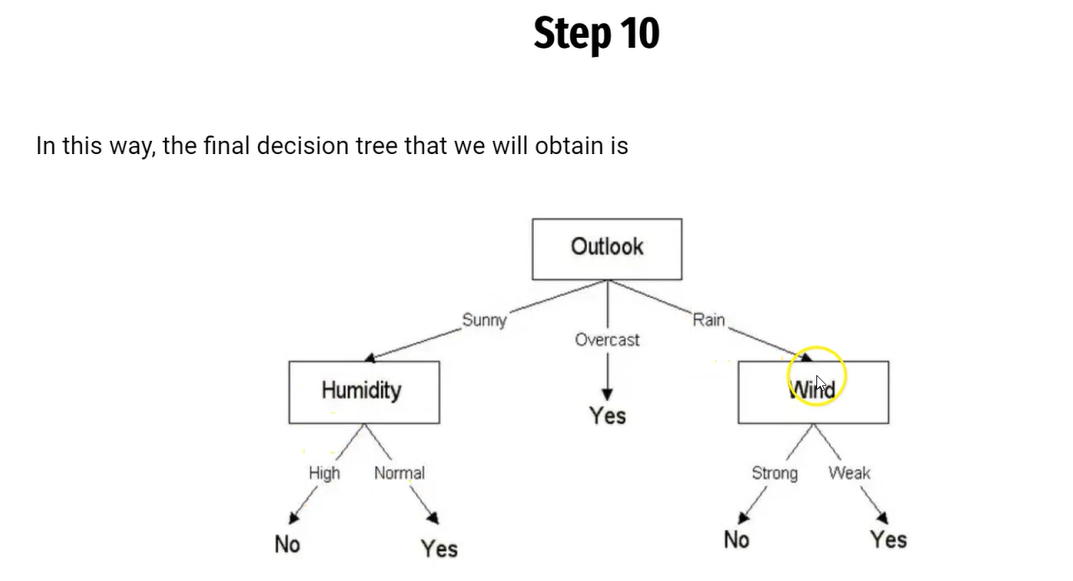 Step 10
In this way, the final decision tree that we will obtain is
Outlook
Sunny
Overcast
Rain
Humidity
Yes
Wind
High
Normal
Strong
Weak
No
Yes
No
Yes